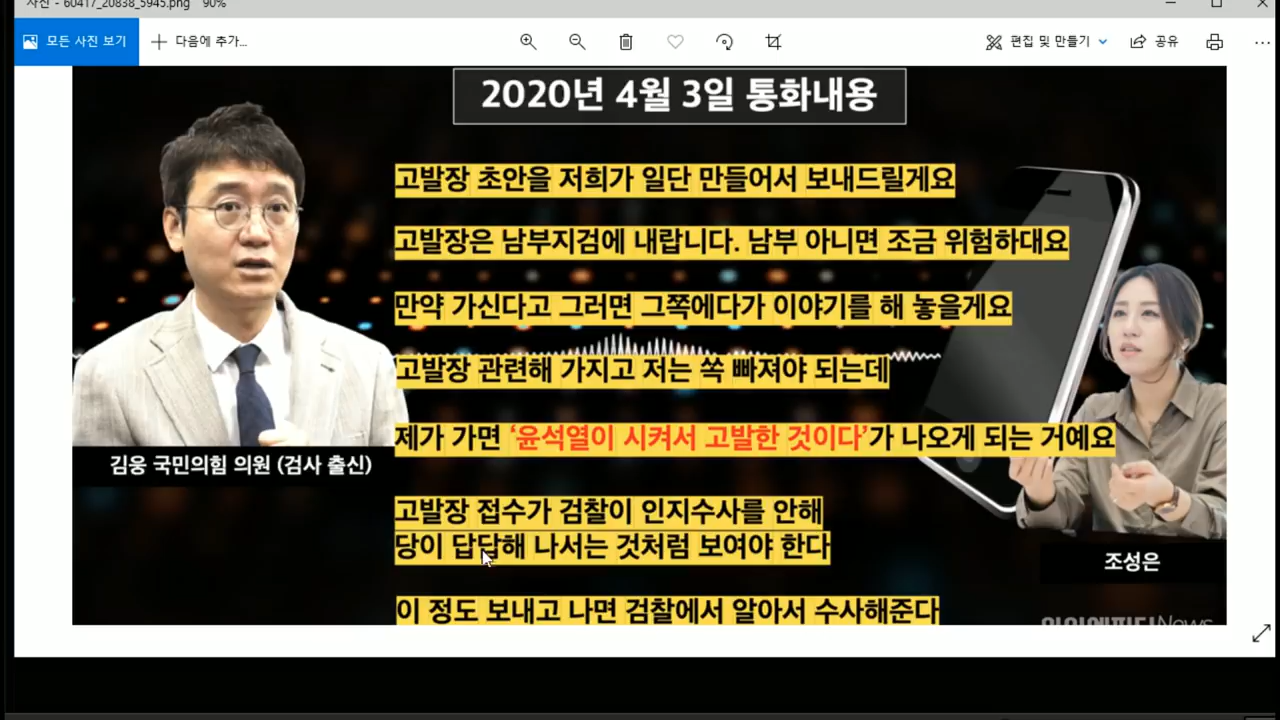 사진 - 60417_20838_5945.png 90%
모든 사진 보기
다음에 추가...
편집 및 만들기
공유
2020년 4월 3일 통화내용
고발장 초안을 저희가 일단 만들어서 보내드릴게요
고발장은 남부지검에 내랍니다. 남부 아니면 조금 위험하대요
만약 가신다고 그러면 그쪽에다가 이야기를 해 놓을게요
고발장 관련해 가지고 저는 쏙 빠져야 되는데
제가 가면 ‘윤석열이 시켜서 고발한 것이다’가 나오게 되는 거예요
김웅 국민의힘 의원 (검사 출신)
고발장 접수가 검찰이 인지수사를 안해
당이 답답해 나서는 것처럼 보여야 한다
조성은
이 정도 보내고 나면 검찰에서 알아서 수사해준다
News